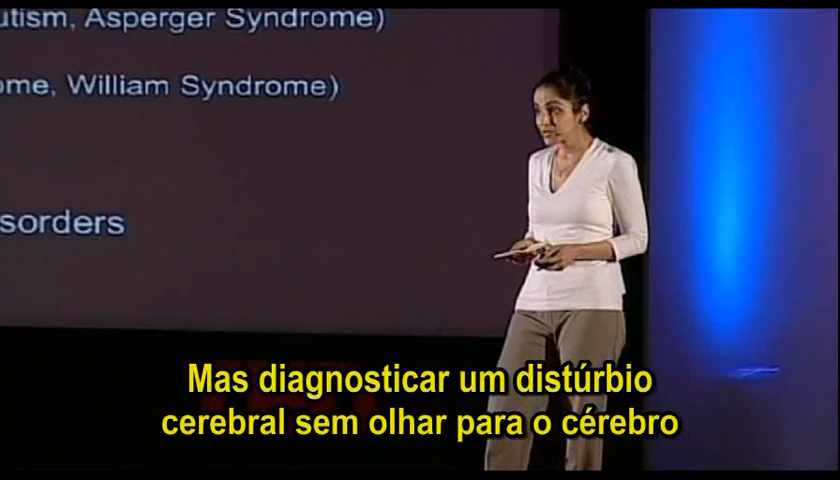 utism, Asperger Syndrome)
ome, William Syndrome)
sorders
Mas diagnosticar um distúrbio
cerebral sem olhar para o cérebro